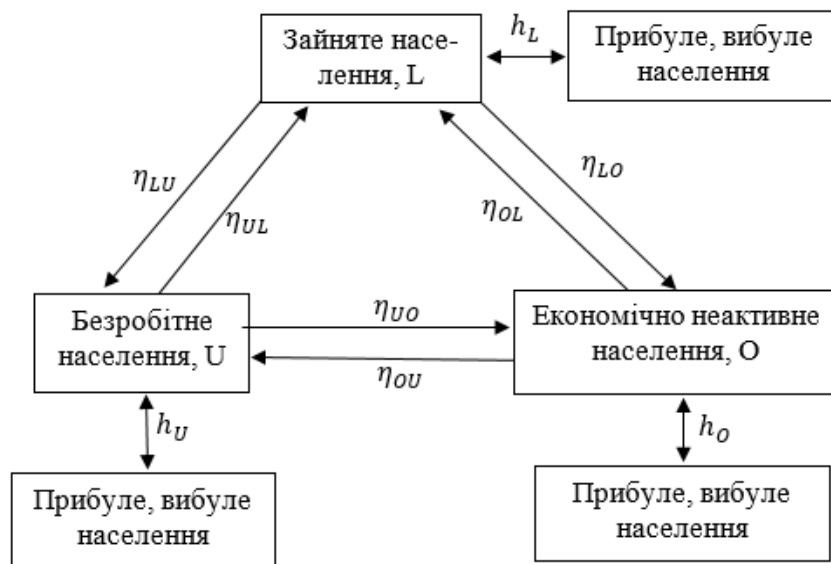 Зайняте насе-
лення, L
h_L
Прибуле, вибуле
населення
η_LU
η_UL
η_OL
η_LO
Безробітне
населення, U
η_UO
η_OU
Економічно неактивне
населення, O
h_U
h_O
Прибуле, вибуле
населення
Прибуле, вибуле
населення